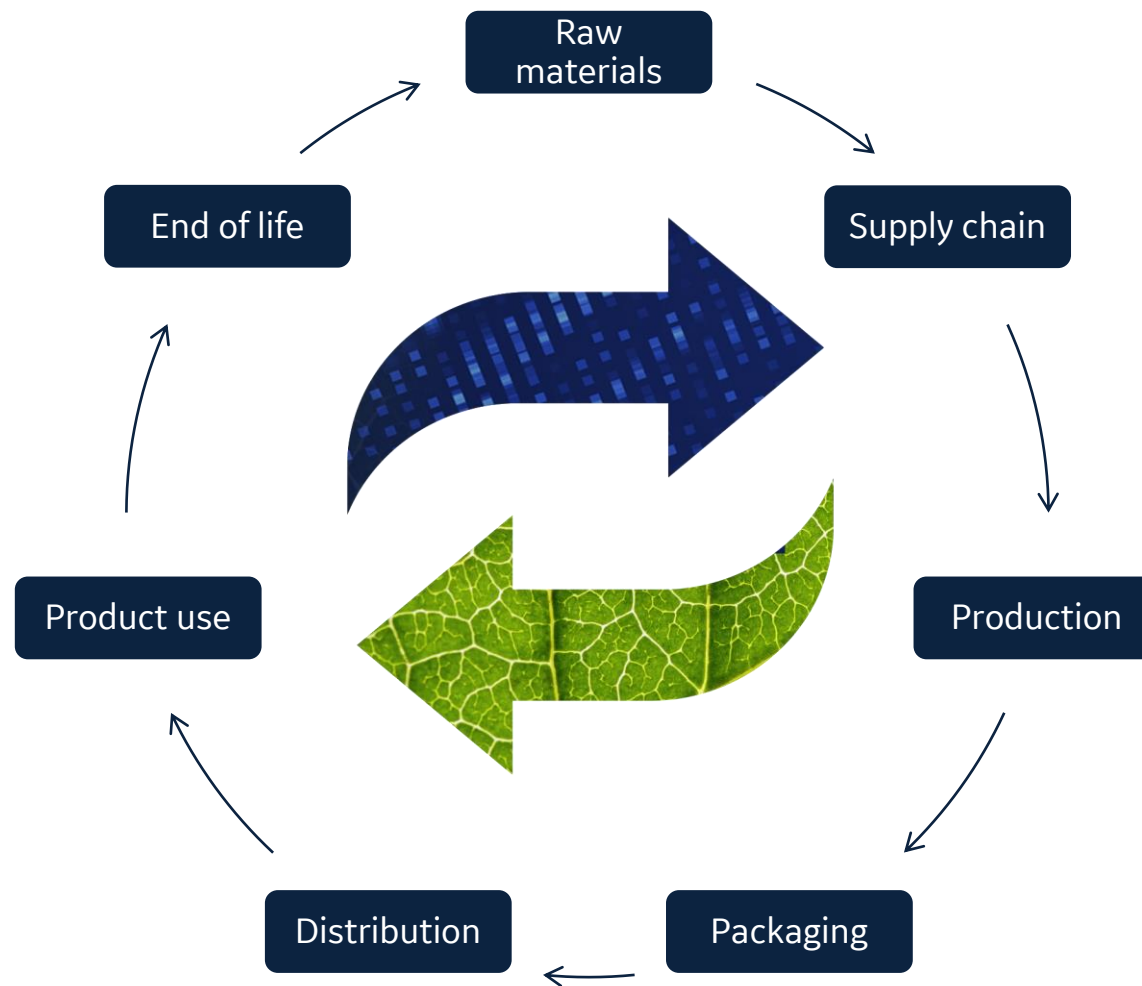 Raw
materials
Supply chain
Production
Packaging
Distribution
Product use
End of life